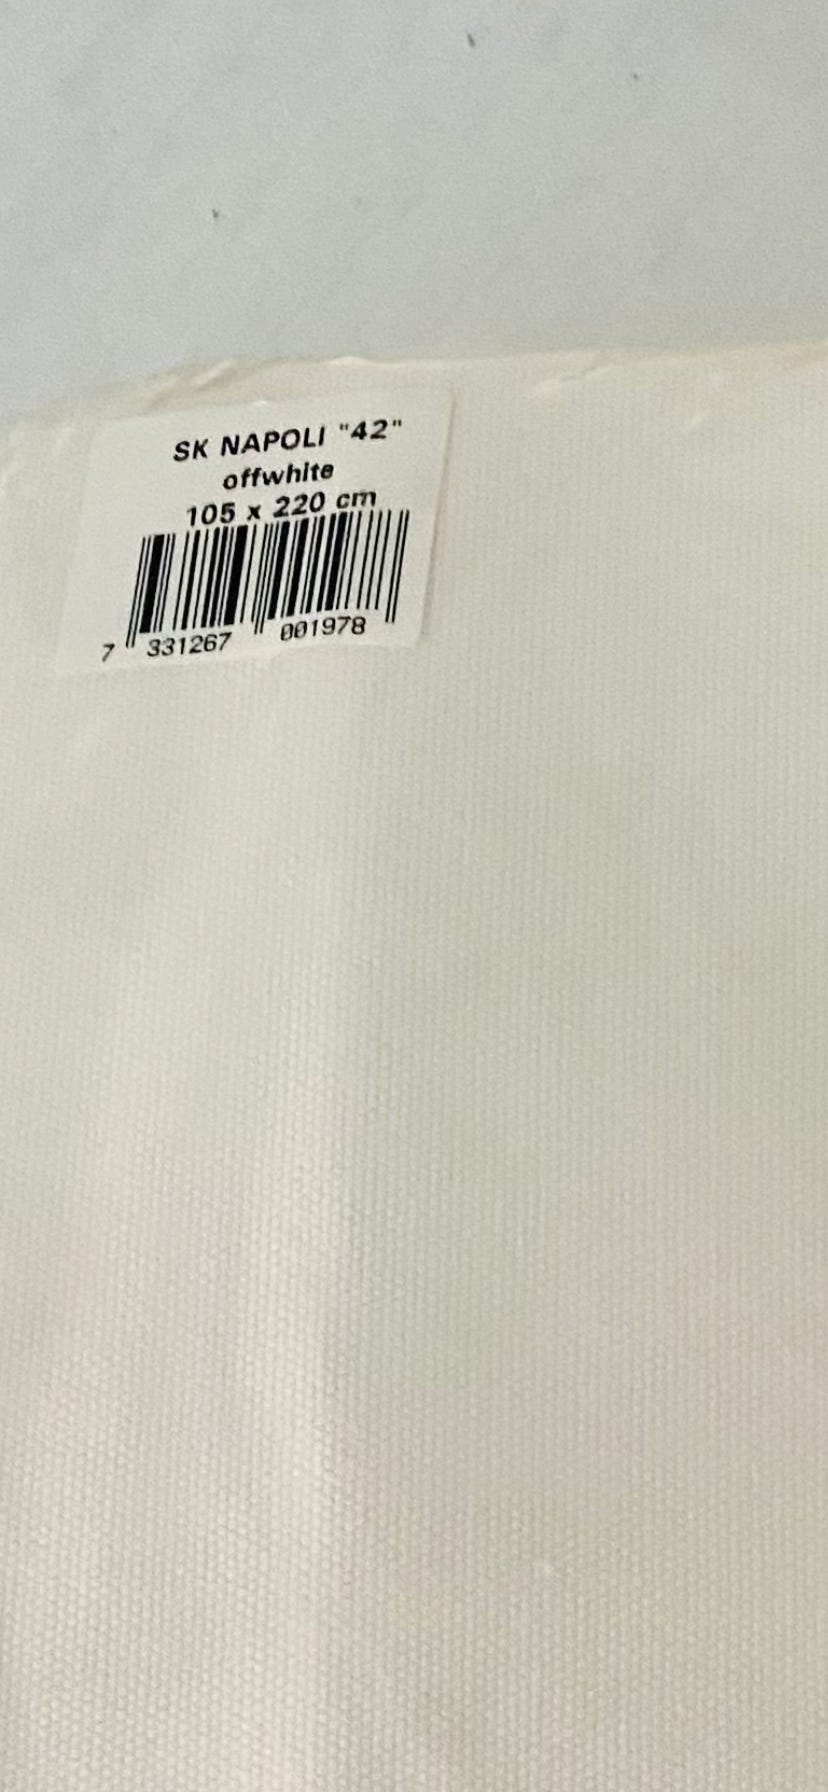 SK NAPOLI "42"
offwhite
105 x 220 cm
7 331267 001978